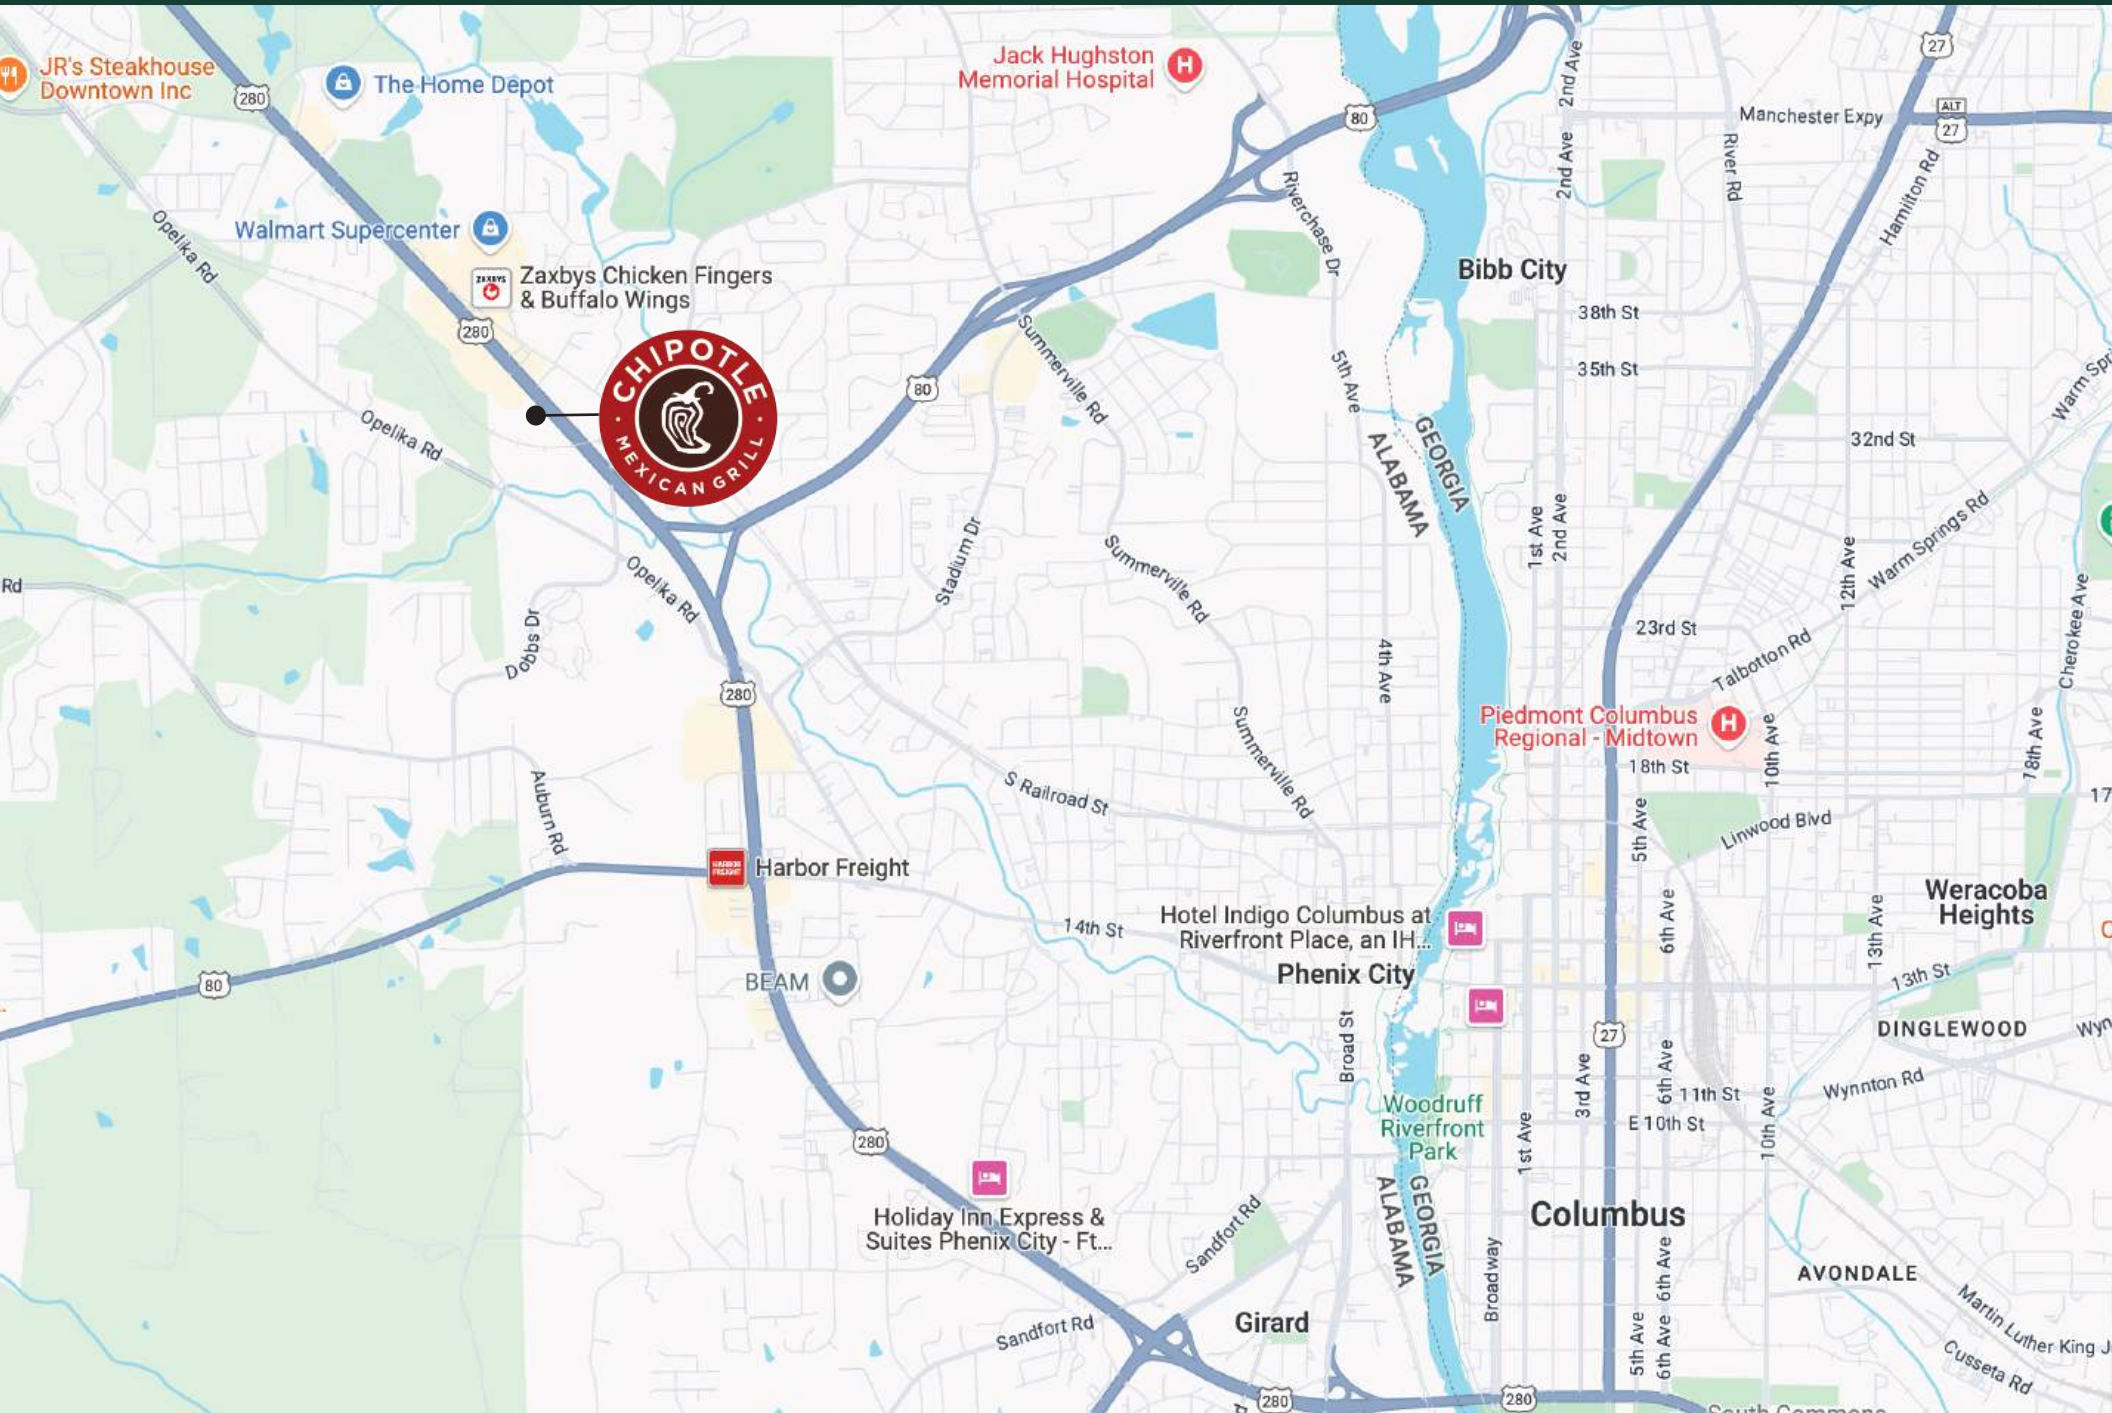 JR's Steakhouse
Downtown Inc
280
The Home Depot
Jack Hughston
Memorial Hospital
H
80
2nd Ave
27
Manchester Expy
ALT
27
2nd Ave
River Rd
Hamilton Rd
Opelika Rd
Walmart Supercenter
ZAXBYS
Zaxbys Chicken Fingers
& Buffalo Wings
280
Riverchase Dr
Bibb City
38th St
35th St
CHIPOTLE
MEXICAN GRILL
80
Summerville Rd
5th Ave
Warm Spr
Opelika Rd
GEORGIA
ALABAMA
32nd St
1st Ave
2nd Ave
Warm Springs Rd
12th Ave
Stadium Dr
Summerville Rd
Rd
Opelika Rd
Dobbs Dr
23rd St
Talbotton Rd
Cherokee Ave
4th Ave
280
Piedmont Columbus
Regional - Midtown
H
10th Ave
18th Ave
18th St
Summerville Rd
S Railroad St
Auburn Rd
17
5th Ave
Linwood Blvd
HARBOR
FREIGHT
Harbor Freight
Weracoba
Heights
14th St
Hotel Indigo Columbus at
Riverfront Place, an IH...
6th Ave
13th Ave
80
BEAM
Phenix City
13th St
DINGLEWOOD
Wyn
27
Broad St
3rd Ave
6th Ave
11th St
Wynnton Rd
E 10th St
10th Ave
Woodruff
Riverfront
Park
1st Ave
280
Holiday Inn Express &
Suites Phenix City - Ft...
Sandfort Rd
ALABAMA
GEORGIA
Columbus
Broadway
6th Ave
AVONDALE
Sandfort Rd
Girard
5th Ave
6th Ave
Martin Luther King J
Cusseta Rd
280
280
South Commons